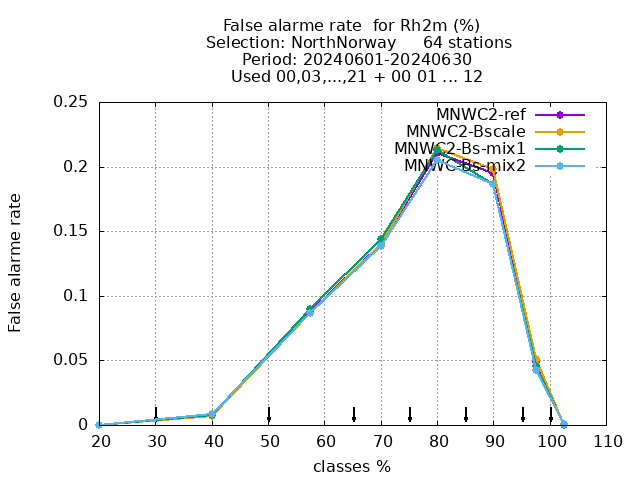 False alarme rate  for Rh2m (%)
Selection: NorthNorway     64 stations
Period: 20240601-20240630
Used 00,03,...,21 + 00 01 ... 12
MNWC2-ref
MNWC2-Bscale
MNWC2-Bs-mix1
MNWC-Bs-mix2
0.25
0.2
0.15
0.1
0.05
0
False alarme rate
20 30 40 50 60 70 80 90 100 110
classes %